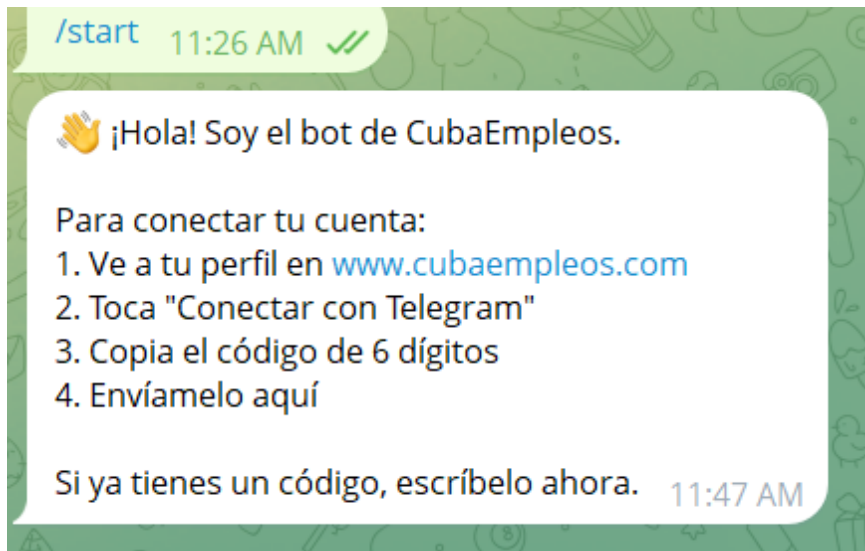 /start 11:26 AM
👋 ¡Hola! Soy el bot de CubaEmpleos.
Para conectar tu cuenta:
1. Ve a tu perfil en www.cubaempleos.com
2. Toca "Conectar con Telegram"
3. Copia el código de 6 dígitos
4. Envíamelo aquí
Si ya tienes un código, escríbelo ahora. 11:47 AM